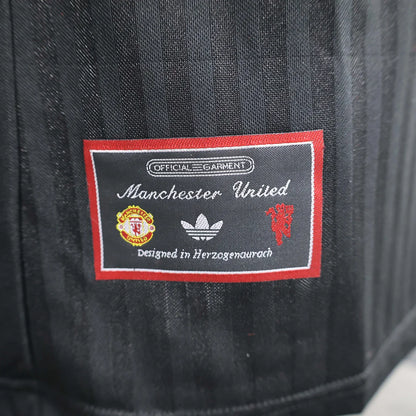 OFFICIAL GARMENT
Manchester United
Designed in Herzogenaurach